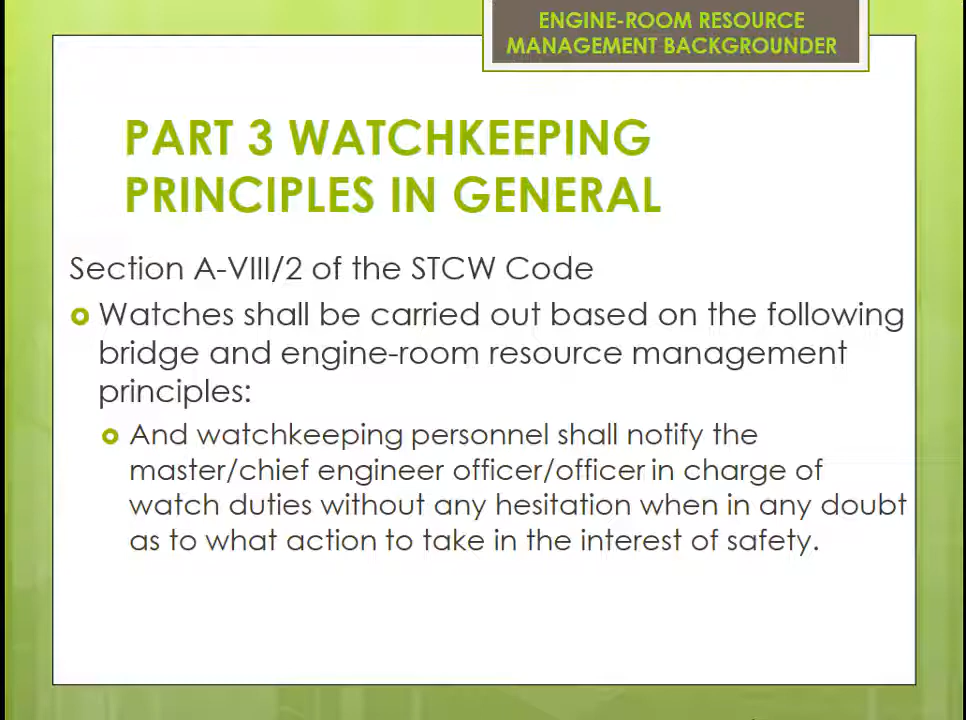 ENGINE-ROOM RESOURCE
MANAGEMENT BACKGROUNDER
PART 3 WATCHKEEPING
PRINCIPLES IN GENERAL
Section A-VIII/2 of the STCW Code
Watches shall be carried out based on the following
bridge and engine-room resource management
principles:
And watchkeeping personnel shall notify the
master/chief engineer officer/officer in charge of
watch duties without any hesitation when in any doubt
as to what action to take in the interest of safety.